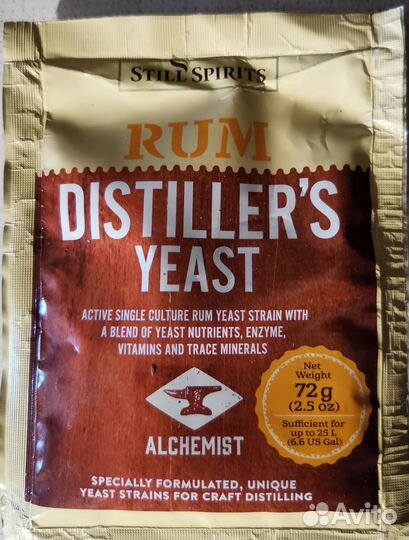 STILL SPIRITS
RUM
DISTILLER'S
YEAST
ACTIVE SINGLE CULTURE RUM YEAST STRAIN WITH
A BLEND OF YEAST NUTRIENTS, ENZYME,
VITAMINS AND TRACE MINERALS
Net
Weight
72 g
(2.5 oz)
Sufficient for
up to 25 L
(6.6 US Gal)
ALCHEMIST
SPECIALLY FORMULATED, UNIQUE
YEAST STRAINS FOR CRAFT DISTILLING
Avito